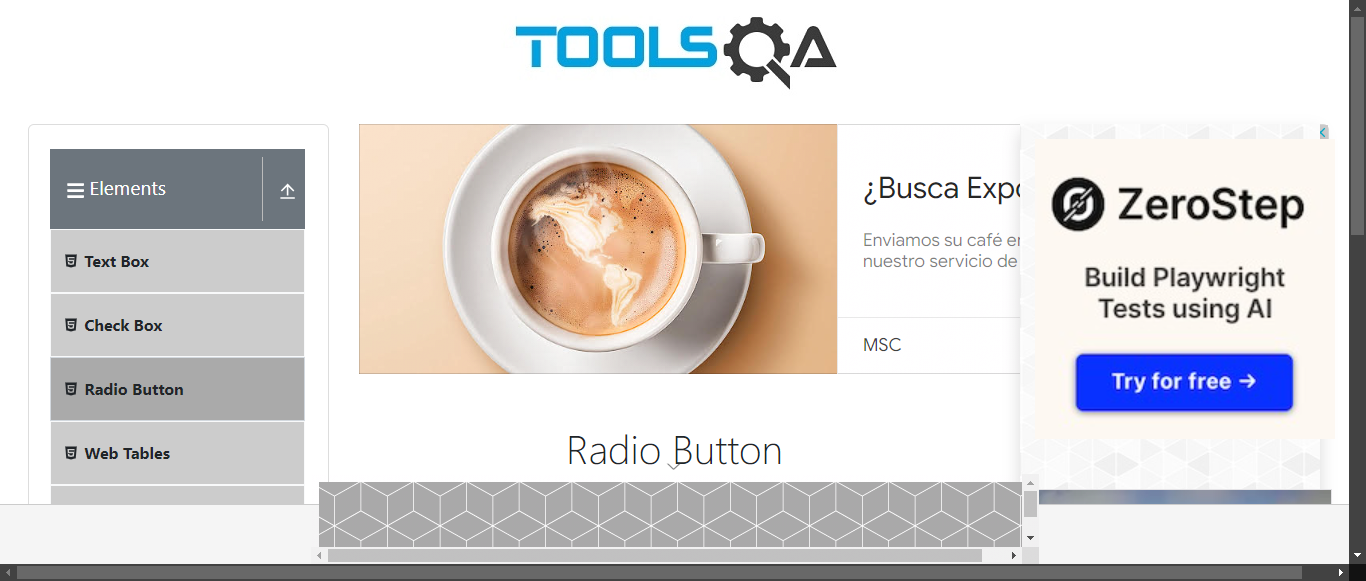 TOOLSQA
Elements
Text Box
Check Box
Radio Button
Web Tables
¿Busca Expo
Enviamos su café en
nuestro servicio de
MSC
ZeroStep
Build Playwright
Tests using AI
Try for free →
Radio Button